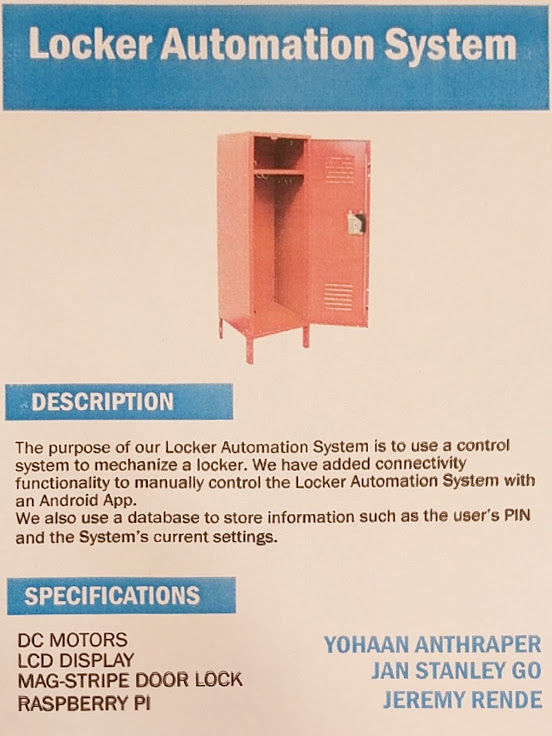 Locker Automation System
DESCRIPTION
The purpose of our Locker Automation System is to use a control
system to mechanize a locker. We have added connectivity
functionality to manually control the Locker Automation System with
an Android App.
We also use a database to store information such as the user's PIN
and the System's current settings.
SPECIFICATIONS
DC MOTORS
LCD DISPLAY
MAG-STRIPE DOOR LOCK
RASPBERRY PI
YOHAAN ANTHRAPER
JAN STANLEY GO
JEREMY RENDE